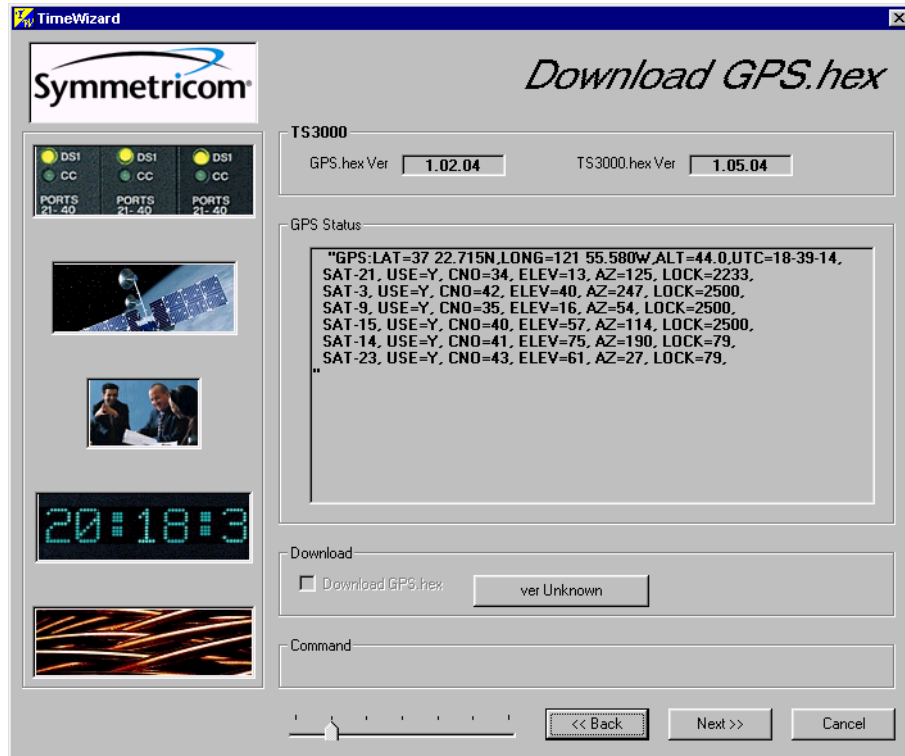 TimeWizard
Symmetricom
Download GPS.hex
DS1 DS1 DS1
CC CC CC
PORTS PORTS PORTS
21-40 21-40 21-40
TS3000
GPS.hex Ver 1.02.04 TS3000.hex Ver 1.05.04
GPS Status
"GPS:LAT=37 22.715N,LONG=121 55.580W,ALT=44.0,UTC=18-39-14,
SAT-21, USE=Y, CNO=34, ELEV=13, AZ=125, LOCK=2233,
SAT-3, USE=Y, CNO=42, ELEV=40, AZ=247, LOCK=2500,
SAT-9, USE=Y, CNO=35, ELEV=16, AZ=54, LOCK=2500,
SAT-15, USE=Y, CNO=40, ELEV=57, AZ=114, LOCK=2500,
SAT-14, USE=Y, CNO=41, ELEV=75, AZ=190, LOCK=79,
SAT-23, USE=Y, CNO=43, ELEV=61, AZ=27, LOCK=79,
"
20:18:3
Download
Download GPS.hex ver Unknown
Command
<< Back Next >> Cancel